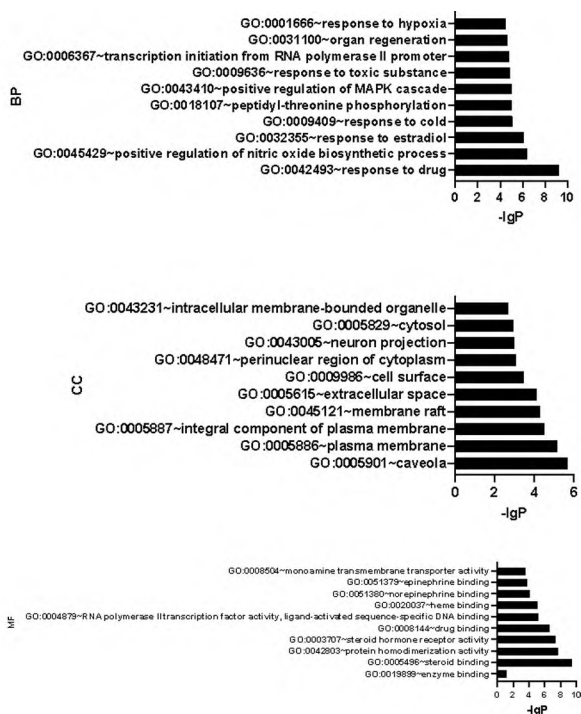 BP
GO:0001666~response to hypoxia
GO:0031100~organ regeneration
GO:0006367~transcription initiation from RNA polymerase II promoter
GO:0009636~response to toxic substance
GO:0043410~positive regulation of MAPK cascade
GO:0018107~peptidyl-threonine phosphorylation
GO:0009409~response to cold
GO:0032355~response to estradiol
GO:0045429~positive regulation of nitric oxide biosynthetic process
GO:0042493~response to drug
0 2 4 6 8 10
-lgP
CC
GO:0043231~intracellular membrane-bounded organelle
GO:0005829~cytosol
GO:0043005~neuron projection
GO:0048471~perinuclear region of cytoplasm
GO:0009986~cell surface
GO:0005615~extracellular space
GO:0045121~membrane raft
GO:0005887~integral component of plasma membrane
GO:0005886~plasma membrane
GO:0005901~caveola
0 2 4 6
-lgP
MF
GO:0008504~monoamine transmembrane transporter activity
GO:0051379~epinephrine binding
GO:0051380~norepinephrine binding
GO:0020037~heme binding
GO:0004879~RNA polymerase II transcription factor activity, ligand-activated sequence-specific DNA binding
GO:0008144~drug binding
GO:0003707~steroid hormone receptor activity
GO:0042803~protein homodimerization activity
GO:0005496~steroid binding
GO:0019899~enzyme binding
0 2 4 6 8 10
-lgP